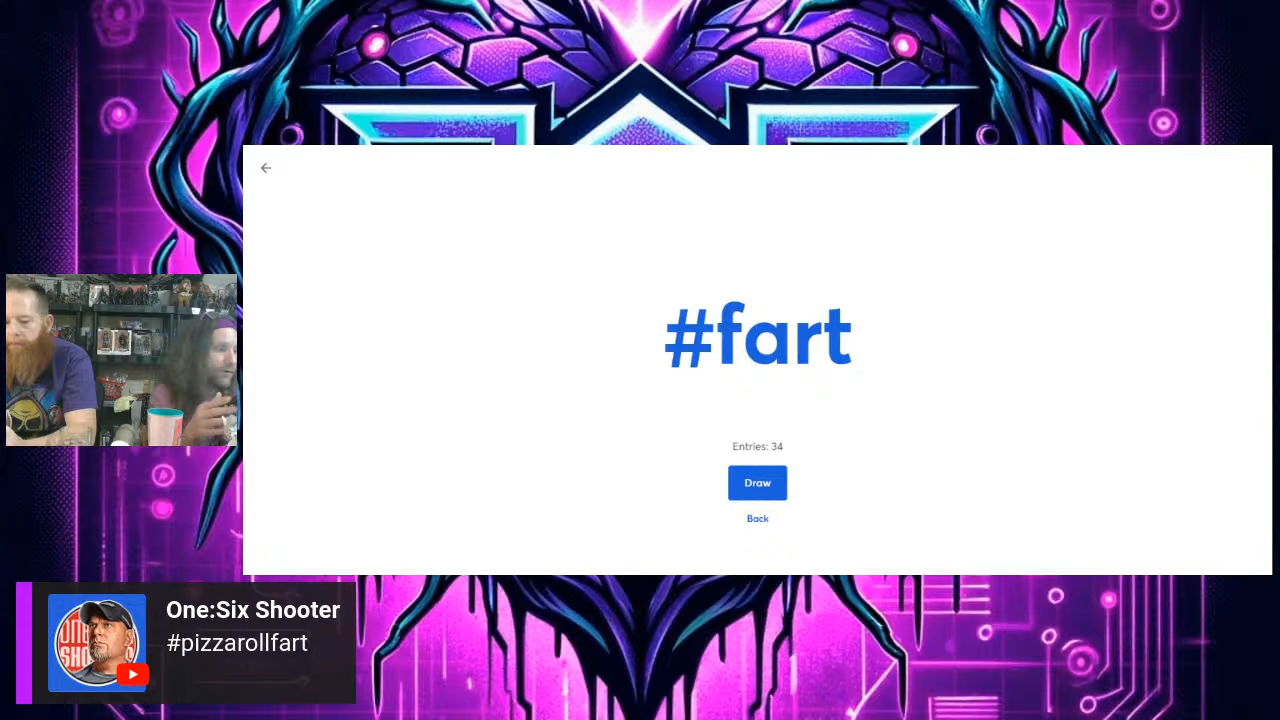 #fart
Entries: 34
Draw
Back
One:Six Shooter
#pizzarollfart